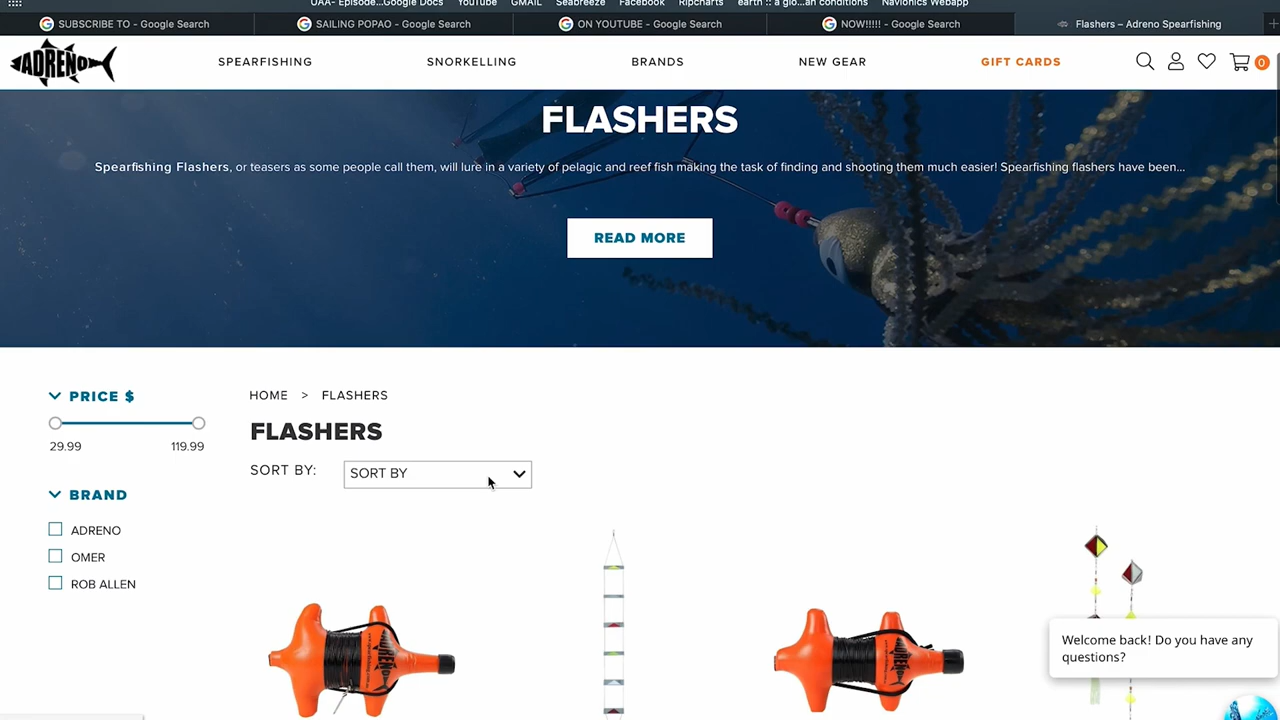 UAA- Episode...Google Docs YouTube GMAIL Seabreeze Facebook Ripcharts earth :: a glo...an conditions Navionics Webapp
SUBSCRIBE TO - Google Search
SAILING POPAO - Google Search
ON YOUTUBE - Google Search
NOW!!!!! - Google Search
Flashers – Adreno Spearfishing
ADRENO
SPEARFISHING
SNORKELLING
BRANDS
NEW GEAR
GIFT CARDS
0
FLASHERS
Spearfishing Flashers, or teasers as some people call them, will lure in a variety of pelagic and reef fish making the task of finding and shooting them much easier! Spearfishing flashers have been...
READ MORE
PRICE $
29.99 119.99
BRAND
ADRENO
OMER
ROB ALLEN
HOME > FLASHERS
FLASHERS
SORT BY: SORT BY
ADRENO
ADRENO
Welcome back! Do you have any
questions?